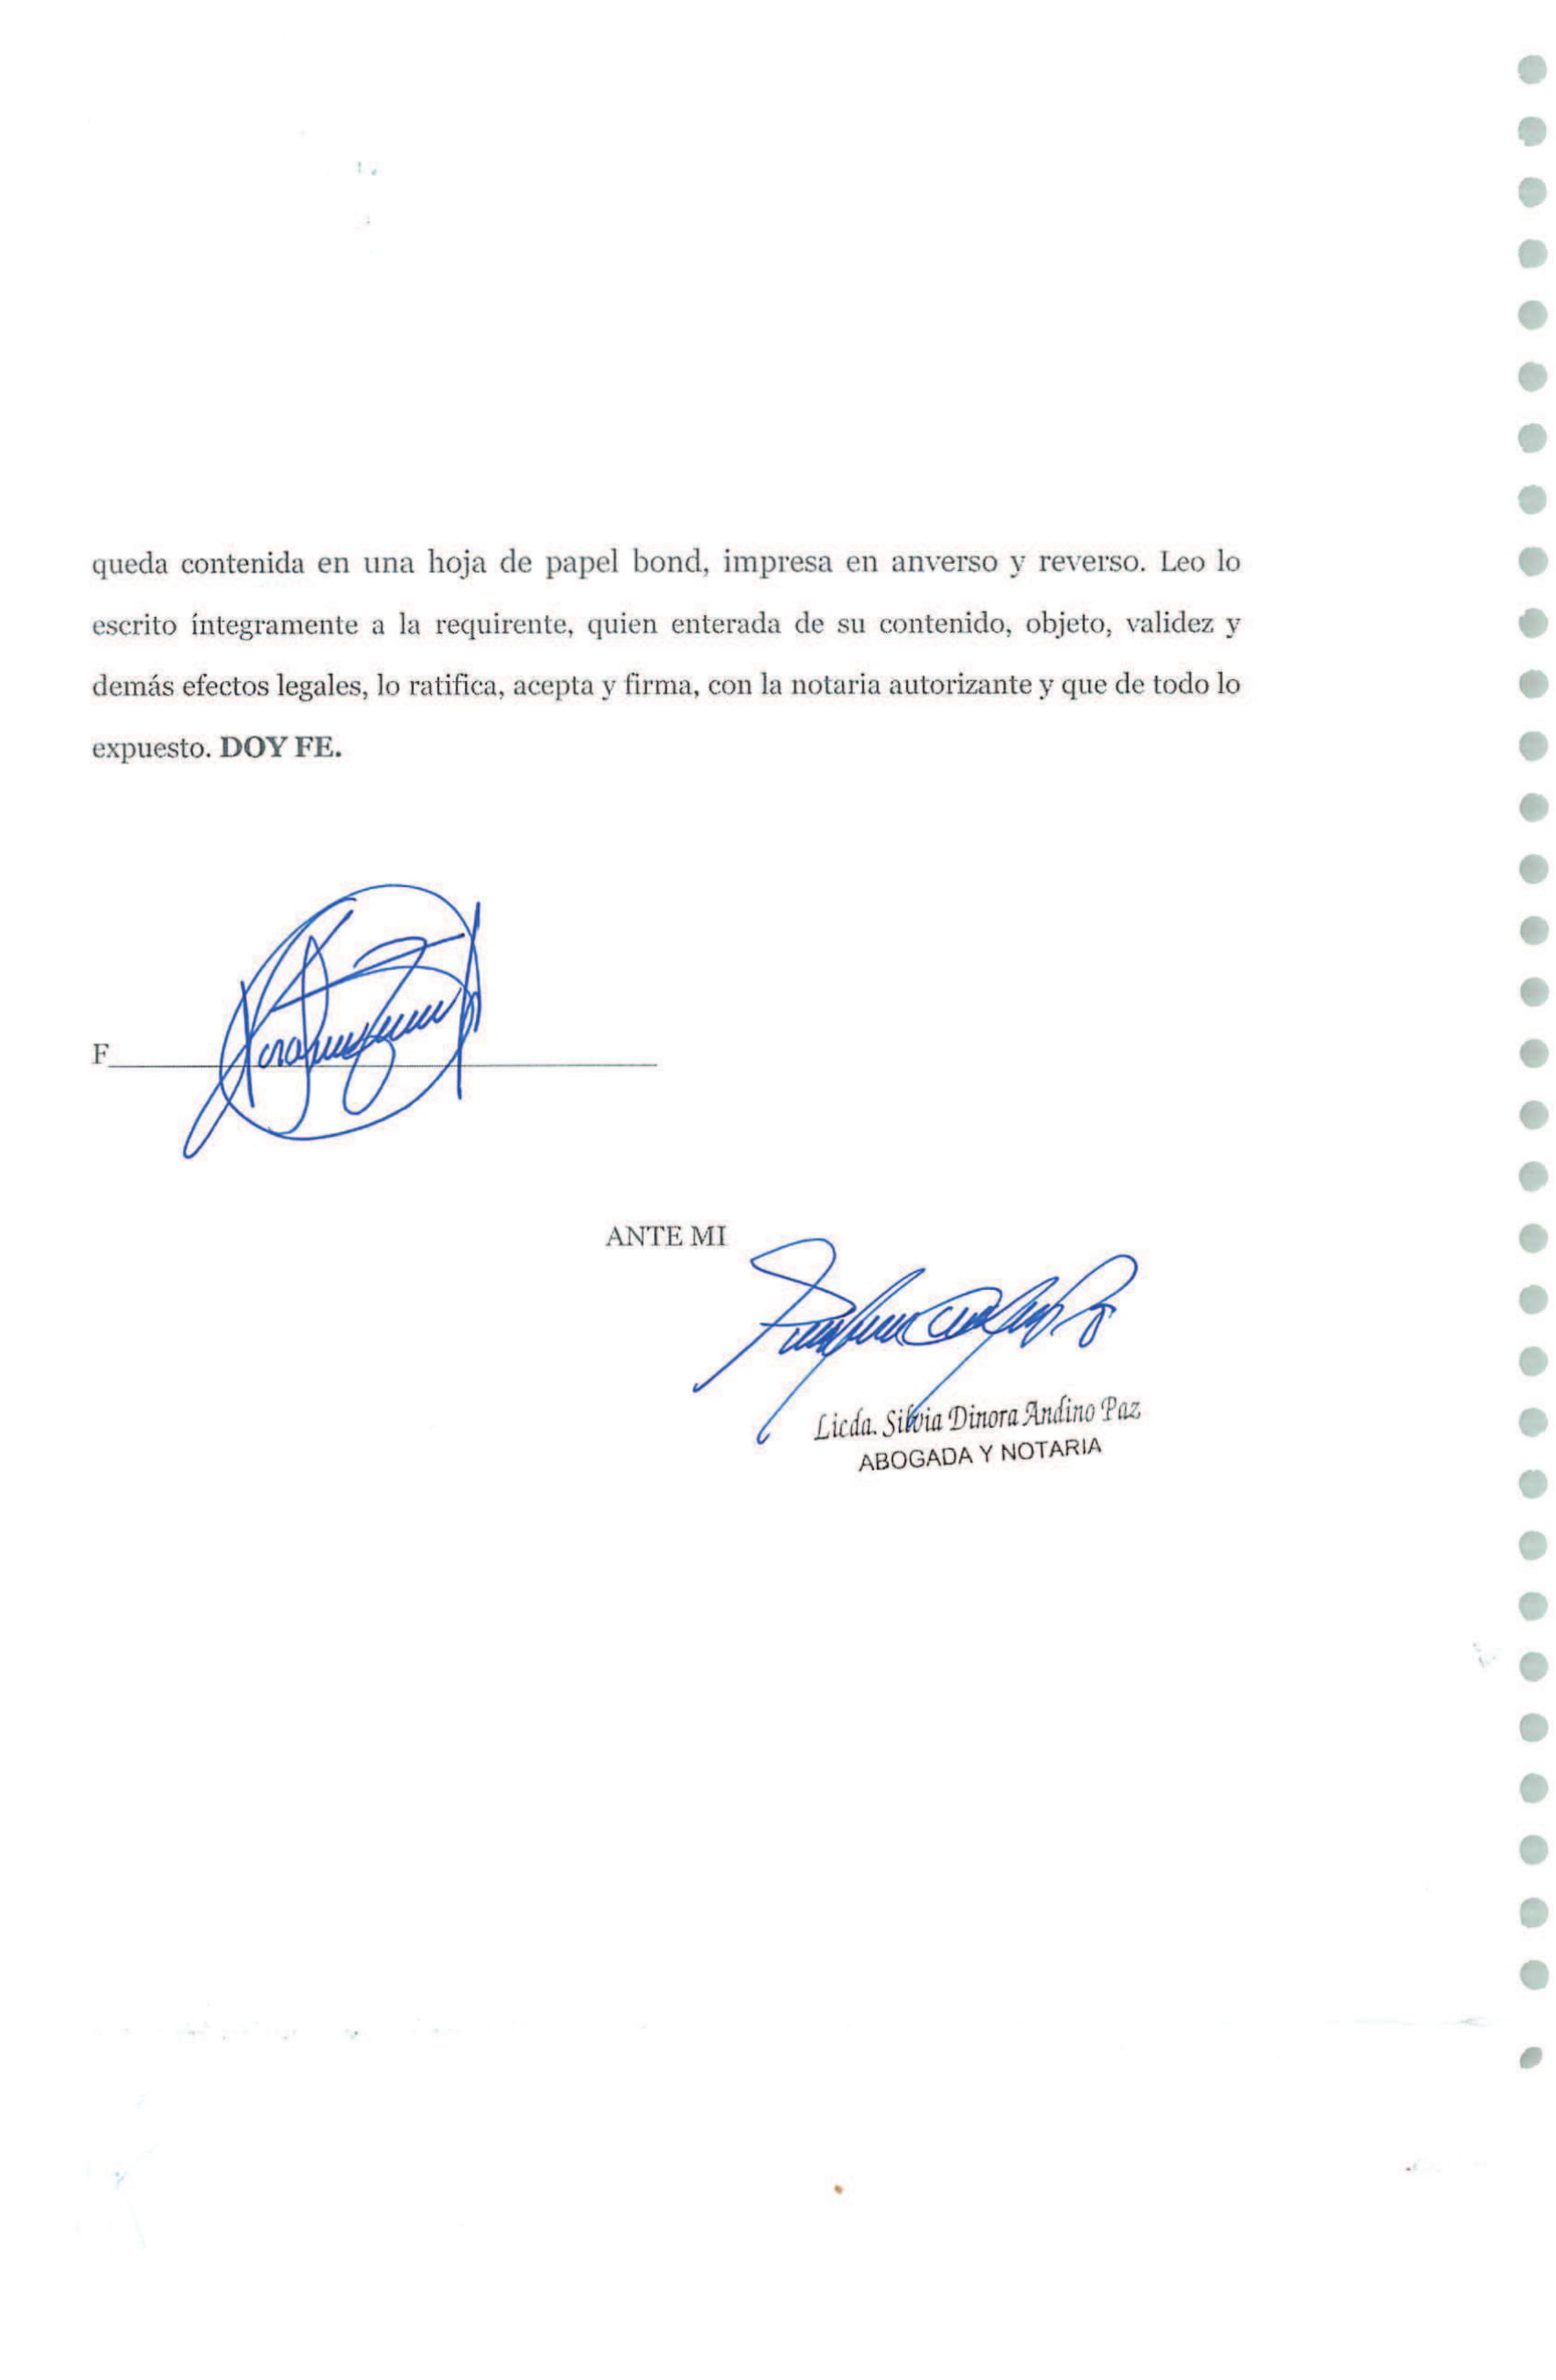 queda contenida en una hoja de papel bond, impresa en anverso y reverso. Leo lo
escrito íntegramente a la requirente, quien enterada de su contenido, objeto, validez y
demás efectos legales, lo ratifica, acepta y firma, con la notaria autorizante y que de todo lo
expuesto. DOY FE.
F
ANTE MI
Licda. Silvia Dinora Andino Paz
ABOGADA Y NOTARIA